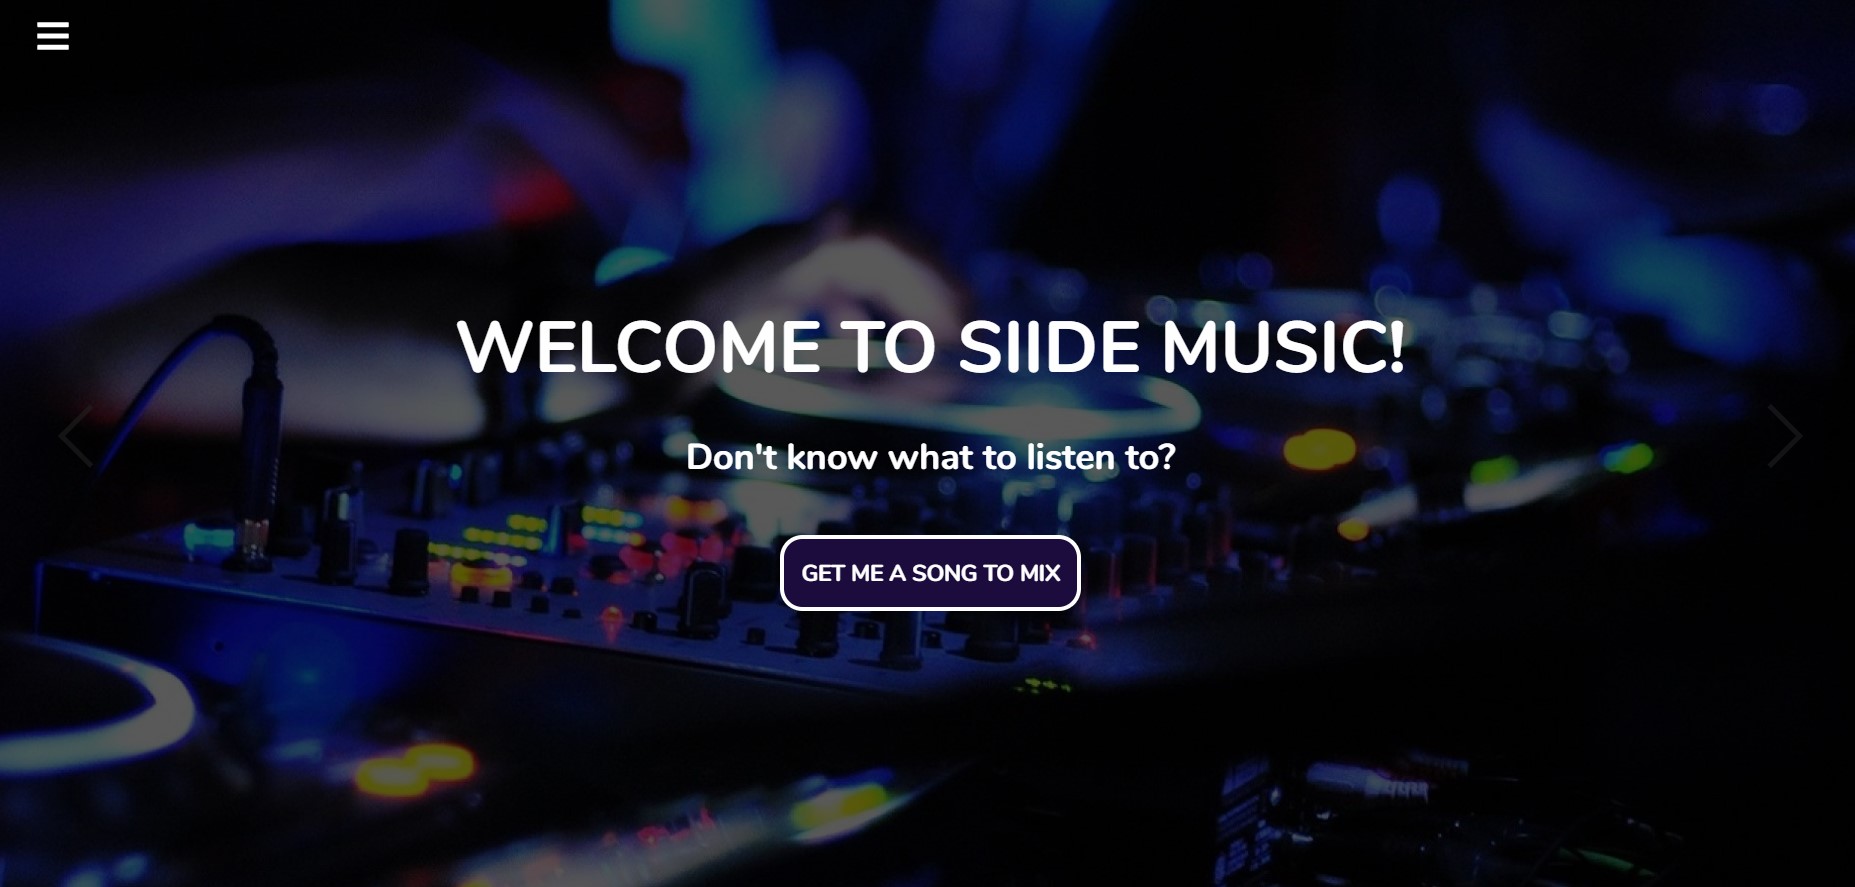 WELCOME TO SIIDE MUSIC!
Don't know what to listen to?
GET ME A SONG TO MIX